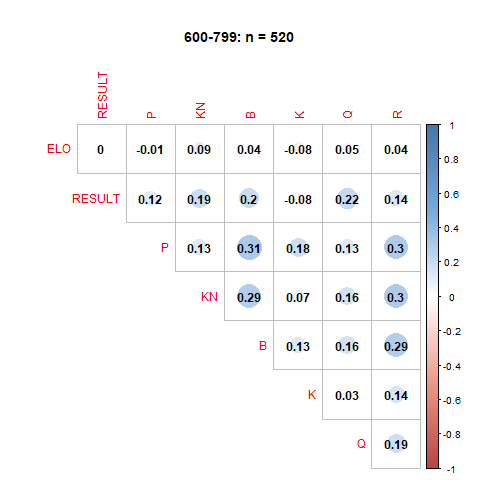 600-799: n = 520
RESULT P KN B K Q R
ELO 0 -0.01 0.09 0.04 -0.08 0.05 0.04 1
0.8
RESULT 0.12 0.19 0.2 -0.08 0.22 0.14 0.6
0.4
P 0.13 0.31 0.18 0.13 0.3 0.2
KN 0.29 0.07 0.16 0.3 0
-0.2
B 0.13 0.16 0.29 -0.4
K 0.03 0.14 -0.6
Q 0.19 -0.8
-1